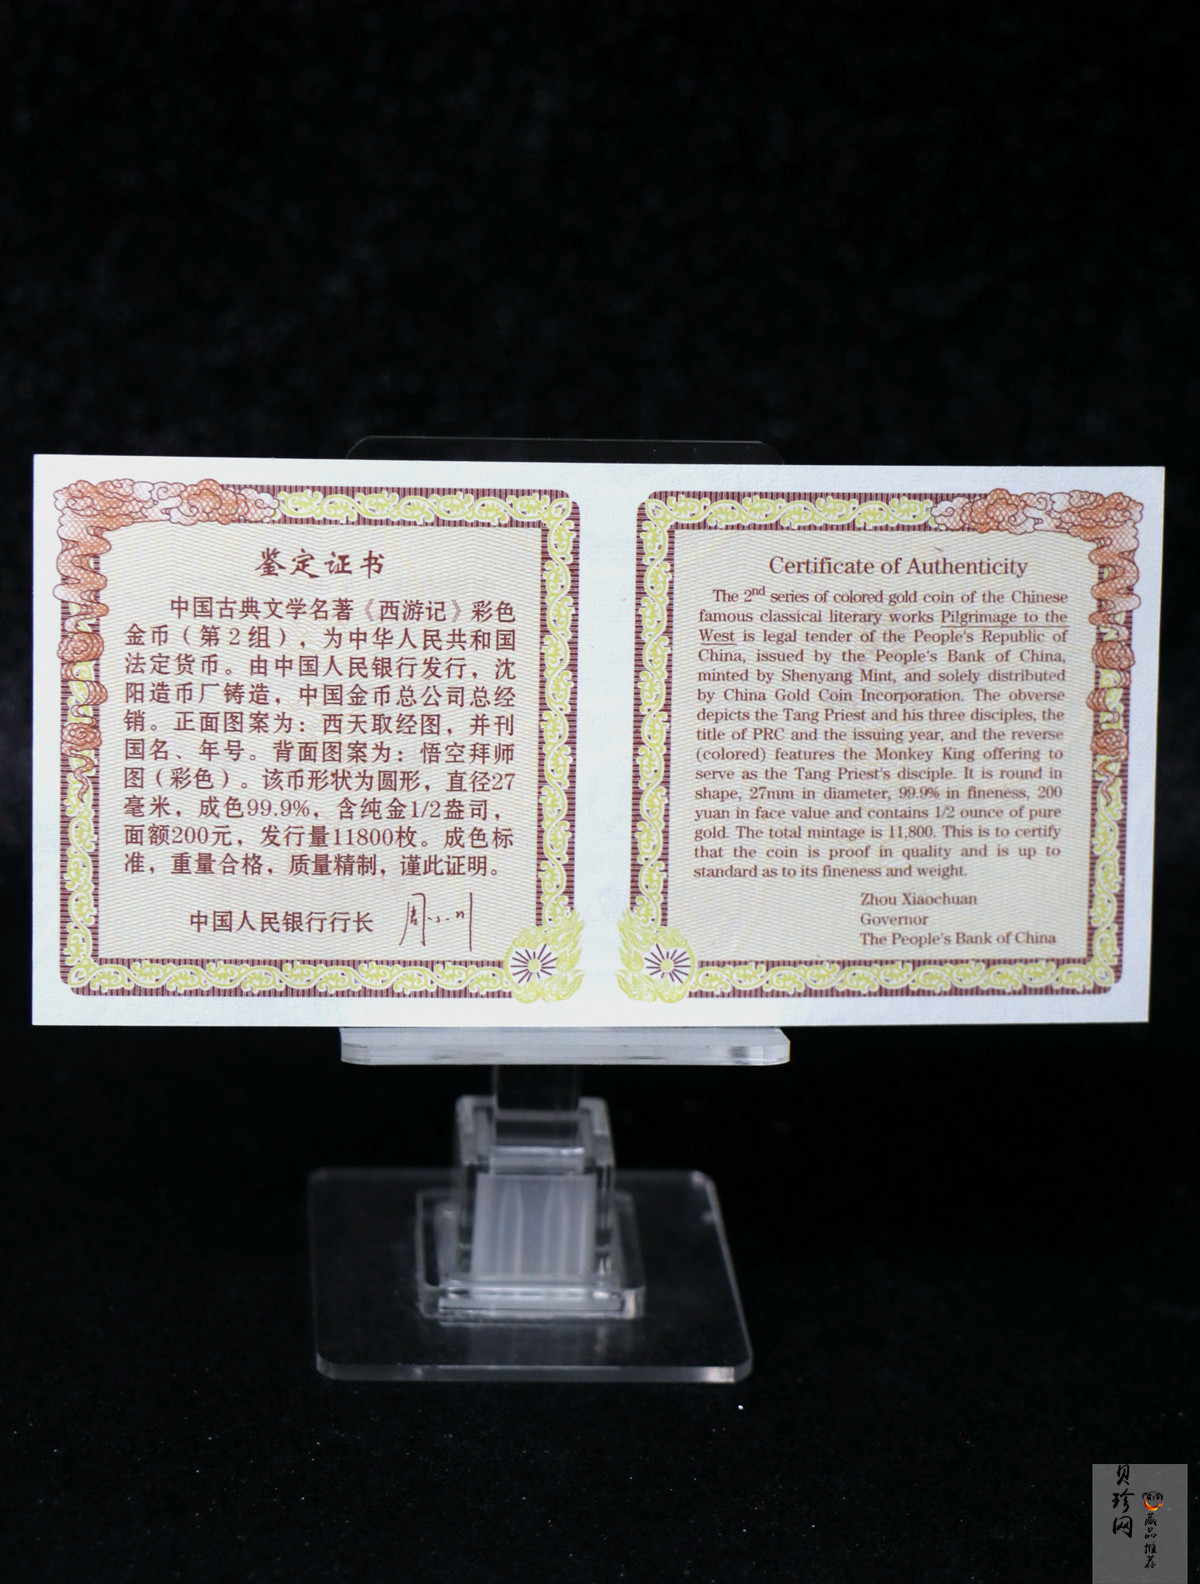 鉴定证书
中国古典文学名著《西游记》彩色
金币（第2组），为中华人民共和国
法定货币。由中国人民银行发行，沈
阳造币厂铸造，中国金币总公司总经
销。正面图案为：西天取经图，并刊
国名、年号。背面图案为：悟空拜师
图（彩色）。该币形状为圆形，直径27
毫米，成色99.9%，含纯金1/2盎司，
面额200元，发行量11800枚。成色标
准，重量合格，质量精制，谨此证明。
中国人民银行行长 周小川
Certificate of Authenticity
The 2nd series of colored gold coin of the Chinese
famous classical literary works Pilgrimage to the
West is legal tender of the People's Republic of
China, issued by the People's Bank of China,
minted by Shenyang Mint, and solely distributed
by China Gold Coin Incorporation. The obverse
depicts the Tang Priest and his three disciples, the
title of PRC and the issuing year, and the reverse
(colored) features the Monkey King offering to
serve as the Tang Priest's disciple. It is round in
shape, 27mm in diameter, 99.9% in fineness, 200
yuan in face value and contains 1/2 ounce of pure
gold. The total mintage is 11,800. This is to certify
that the coin is proof in quality and is up to
standard as to its fineness and weight.
Zhou Xiaochuan
Governor
The People's Bank of China
贝珍网
藏品推荐